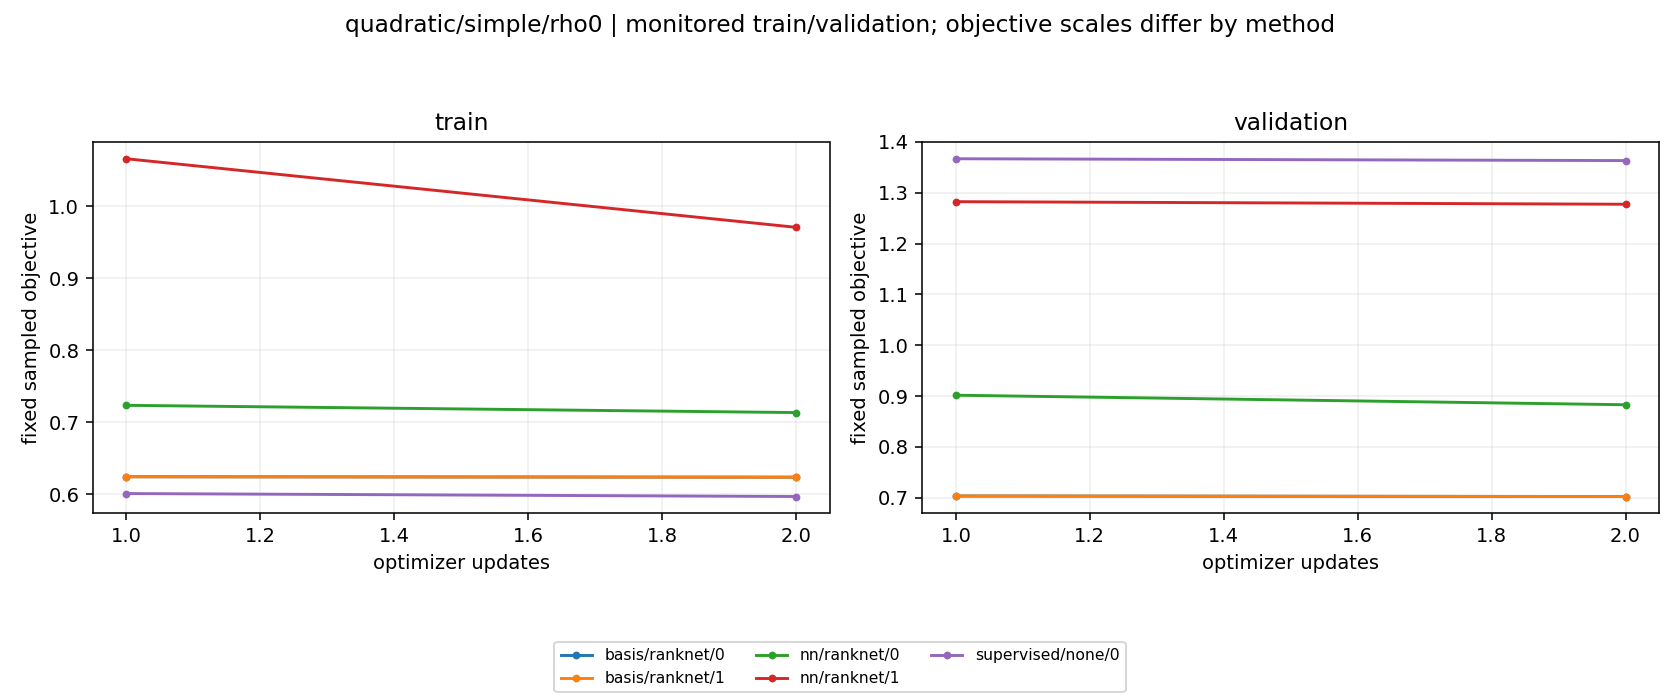 quadratic/simple/rho0 | monitored train/validation; objective scales differ by method
train
fixed sampled objective
1.0
0.9
0.8
0.7
0.6
1.0 1.2 1.4 1.6 1.8 2.0
optimizer updates
validation
fixed sampled objective
1.4
1.3
1.2
1.1
1.0
0.9
0.8
0.7
1.0 1.2 1.4 1.6 1.8 2.0
optimizer updates
basis/ranknet/0 nn/ranknet/0 supervised/none/0
basis/ranknet/1 nn/ranknet/1